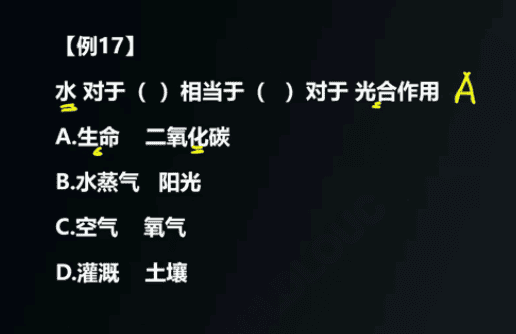 【例17】
水 对于（ ）相当于（ ）对于 光合作用 A
A.生命 二氧化碳
B.水蒸气 阳光
C.空气 氧气
D.灌溉 土壤